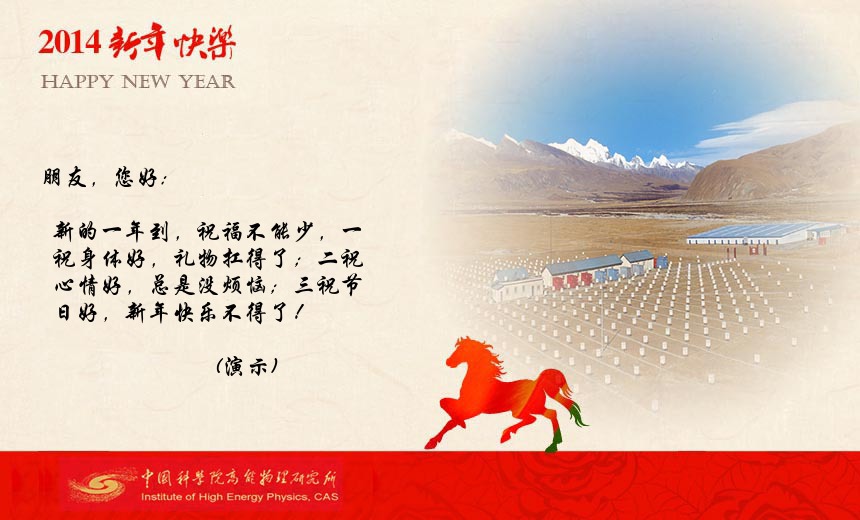 2014 新年快樂
HAPPY NEW YEAR
朋友，您好：
新的一年到，祝福不能少，一
祝身体好，礼物扛得了；二祝
心情好，总是没烦恼；三祝节
日好，新年快乐不得了！
(演示)
中国科学院高能物理研究所
Institute of High Energy Physics, CAS